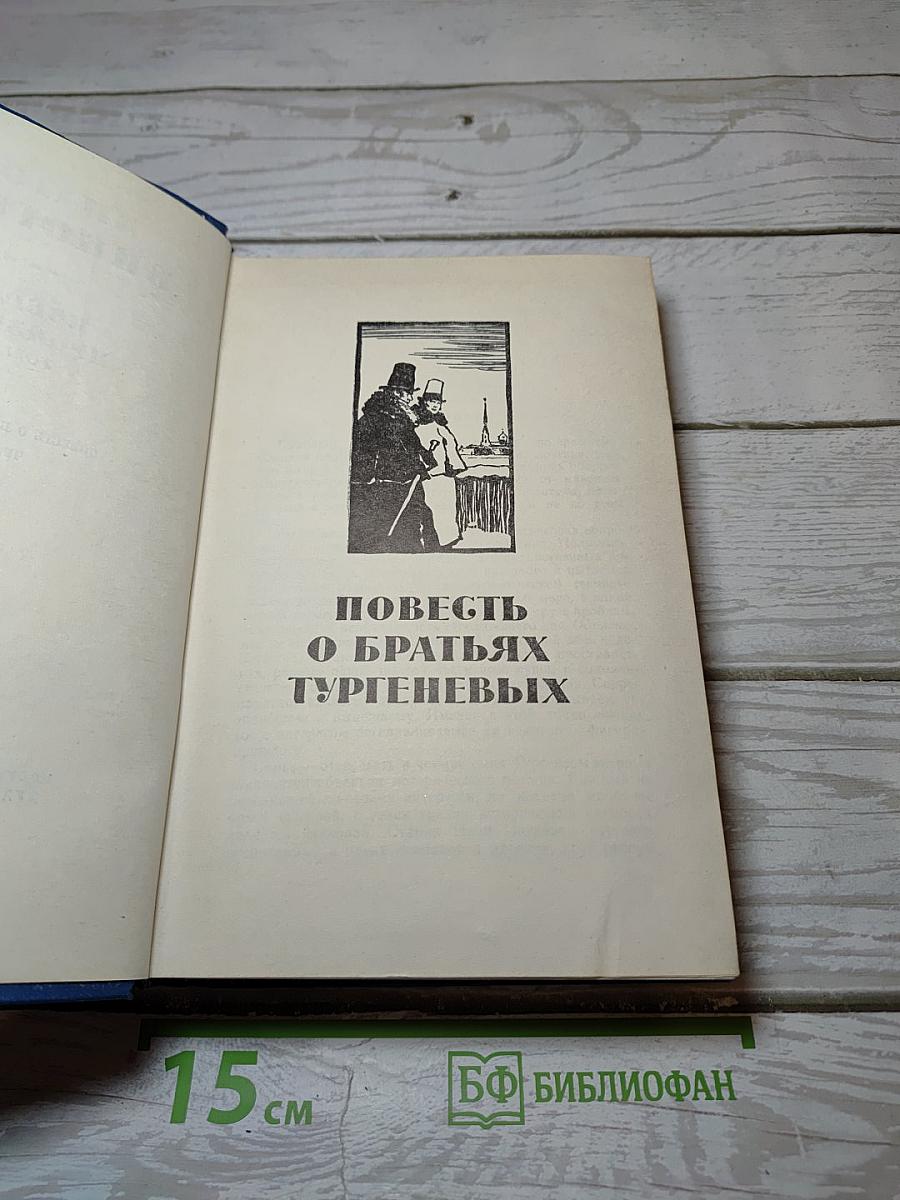 ПОВЕСТЬ
О БРАТЬЯХ
ТУРГЕНЕВЫХ
15 см
БФ БИБЛИОФАН